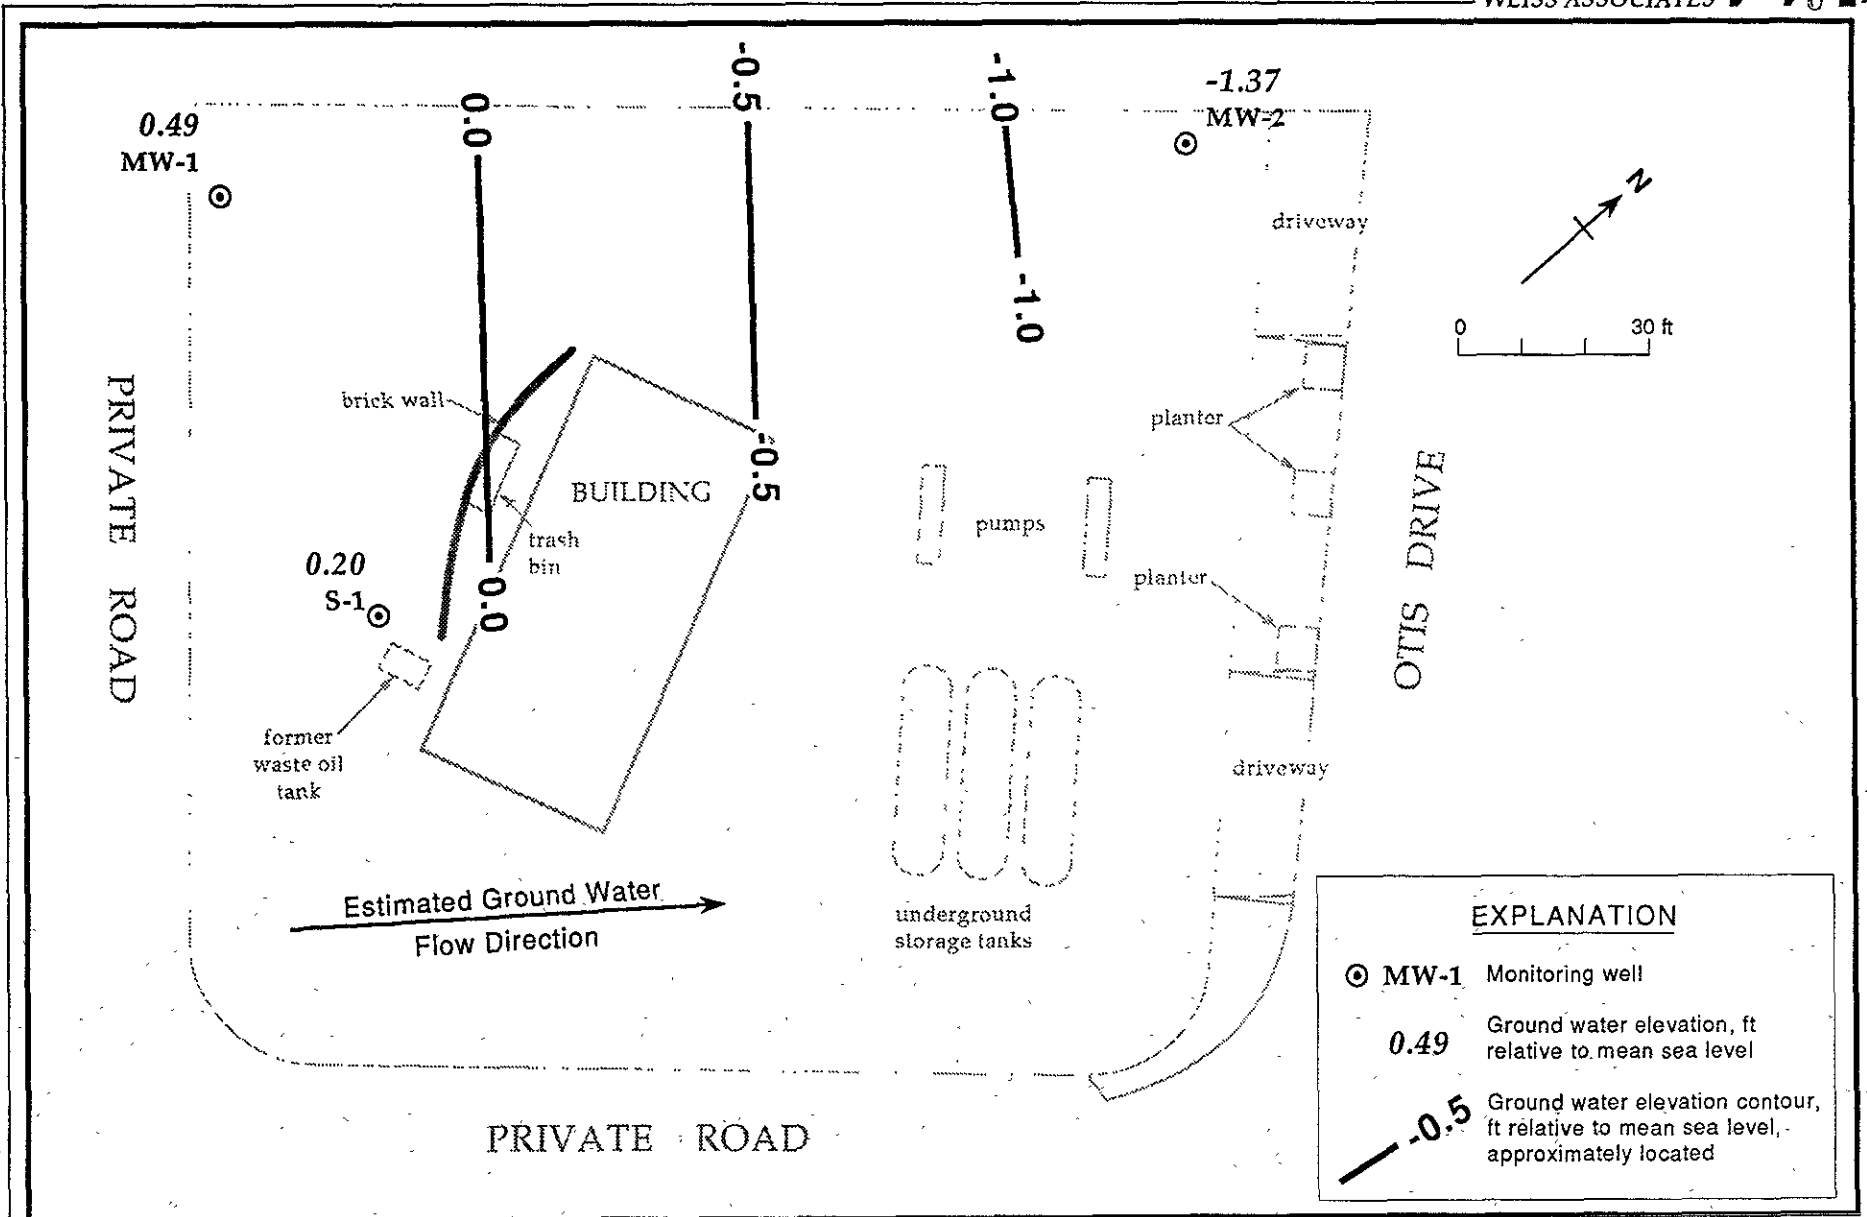 WEISS ASSOCIATES
-0.5
-1.0
-1.37
MW-2
0.0
0.49
MW-1
N
driveway
-1.0
0
30 ft
brick wall
planter
PRIVATE ROAD
-0.5
BUILDING
pumps
OTIS DRIVE
trash
bin
0.20
S-1
0.0
planter
former
waste oil
tank
driveway
Estimated Ground Water
Flow Direction
underground
storage tanks
EXPLANATION
MW-1 Monitoring well
0.49 Ground water elevation, ft
relative to mean sea level
-0.5 Ground water elevation contour,
ft relative to mean sea level,
approximately located
PRIVATE ROAD